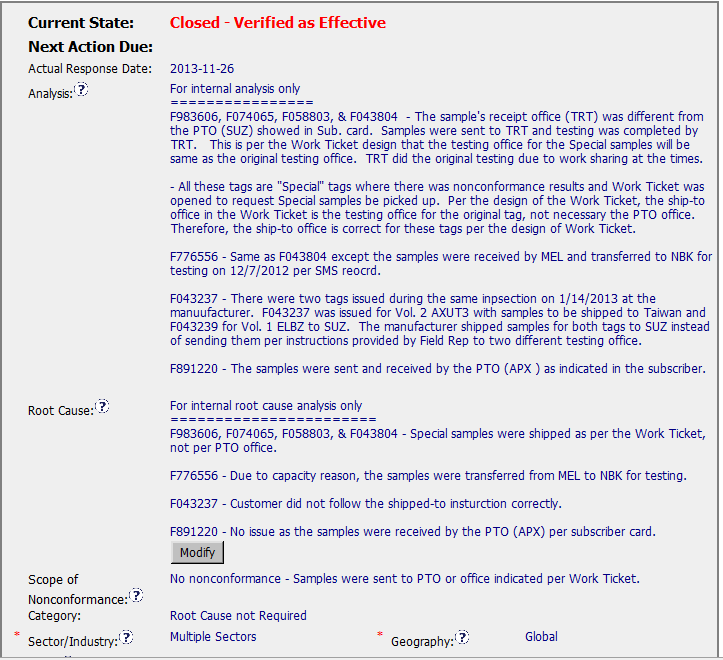 Current State: Closed - Verified as Effective
Next Action Due:
Actual Response Date: 2013-11-26
Analysis:? For internal analysis only
================
F983606, F074065, F058803, & F043804 - The sample's receipt office (TRT) was different from
the PTO (SUZ) showed in Sub. card. Samples were sent to TRT and testing was completed by
TRT. This is per the Work Ticket design that the testing office for the Special samples will be
same as the original testing office. TRT did the original testing due to work sharing at the times.
- All these tags are "Special" tags where there was nonconformance results and Work Ticket was
opened to request Special samples be picked up. Per the design of the Work Ticket, the ship-to
office in the Work Ticket is the testing office for the original tag, not necessary the PTO office.
Therefore, the ship-to office is correct for these tags per the design of Work Ticket.
F776556 - Same as F043804 except the samples were received by MEL and transferred to NBK for
testing on 12/7/2012 per SMS reocrd.
F043237 - There were two tags issued during the same inpsection on 1/14/2013 at the
manuufacturer. F043237 was issued for Vol. 2 AXUT3 with samples to be shipped to Taiwan and
F043239 for Vol. 1 ELBZ to SUZ. The manufacturer shipped samples for both tags to SUZ instead
of sending them per instructions provided by Field Rep to two different testing office.
F891220 - The samples were sent and received by the PTO (APX ) as indicated in the subscriber.
Root Cause:? For internal root cause analysis only
=======================
F983606, F074065, F058803, & F043804 - Special samples were shipped as per the Work Ticket,
not per PTO office.
F776556 - Due to capacity reason, the samples were transferred from MEL to NBK for testing.
F043237 - Customer did not follow the shipped-to insturction correctly.
F891220 - No issue as the samples were received by the PTO (APX) per subscriber card.
Modify
Scope of No nonconformance - Samples were sent to PTO or office indicated per Work Ticket.
Nonconformance:?
Category: Root Cause not Required
* Sector/Industry:? Multiple Sectors * Geography:? Global